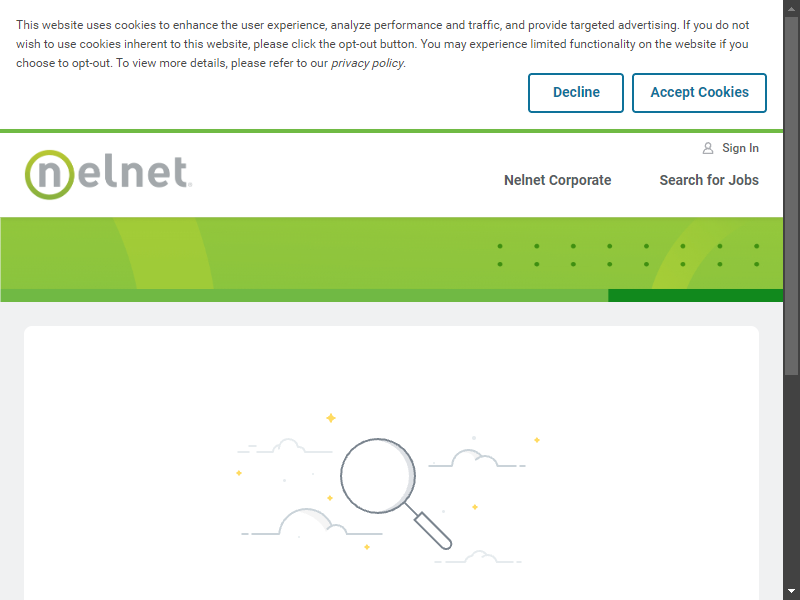 This website uses cookies to enhance the user experience, analyze performance and traffic, and provide targeted advertising. If you do not
wish to use cookies inherent to this website, please click the opt-out button. You may experience limited functionality on the website if you
choose to opt-out. To view more details, please refer to our privacy policy.
Decline
Accept Cookies
nelnet
Sign In
Nelnet Corporate
Search for Jobs